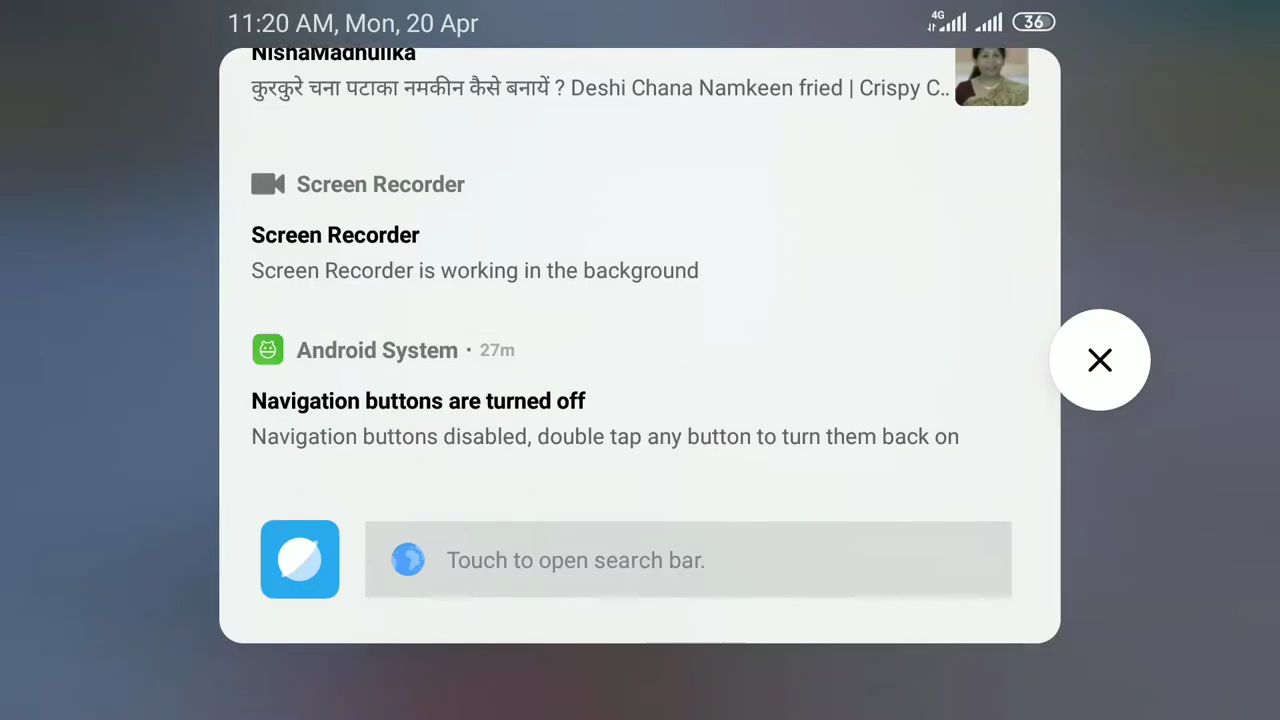 11:20 AM, Mon, 20 Apr
4G
36
NishaMadhulika
कुरकुरे चना पटाका नमकीन कैसे बनायें ? Deshi Chana Namkeen fried | Crispy C..
Screen Recorder
Screen Recorder
Screen Recorder is working in the background
Android System • 27m
Navigation buttons are turned off
Navigation buttons disabled, double tap any button to turn them back on
Touch to open search bar.